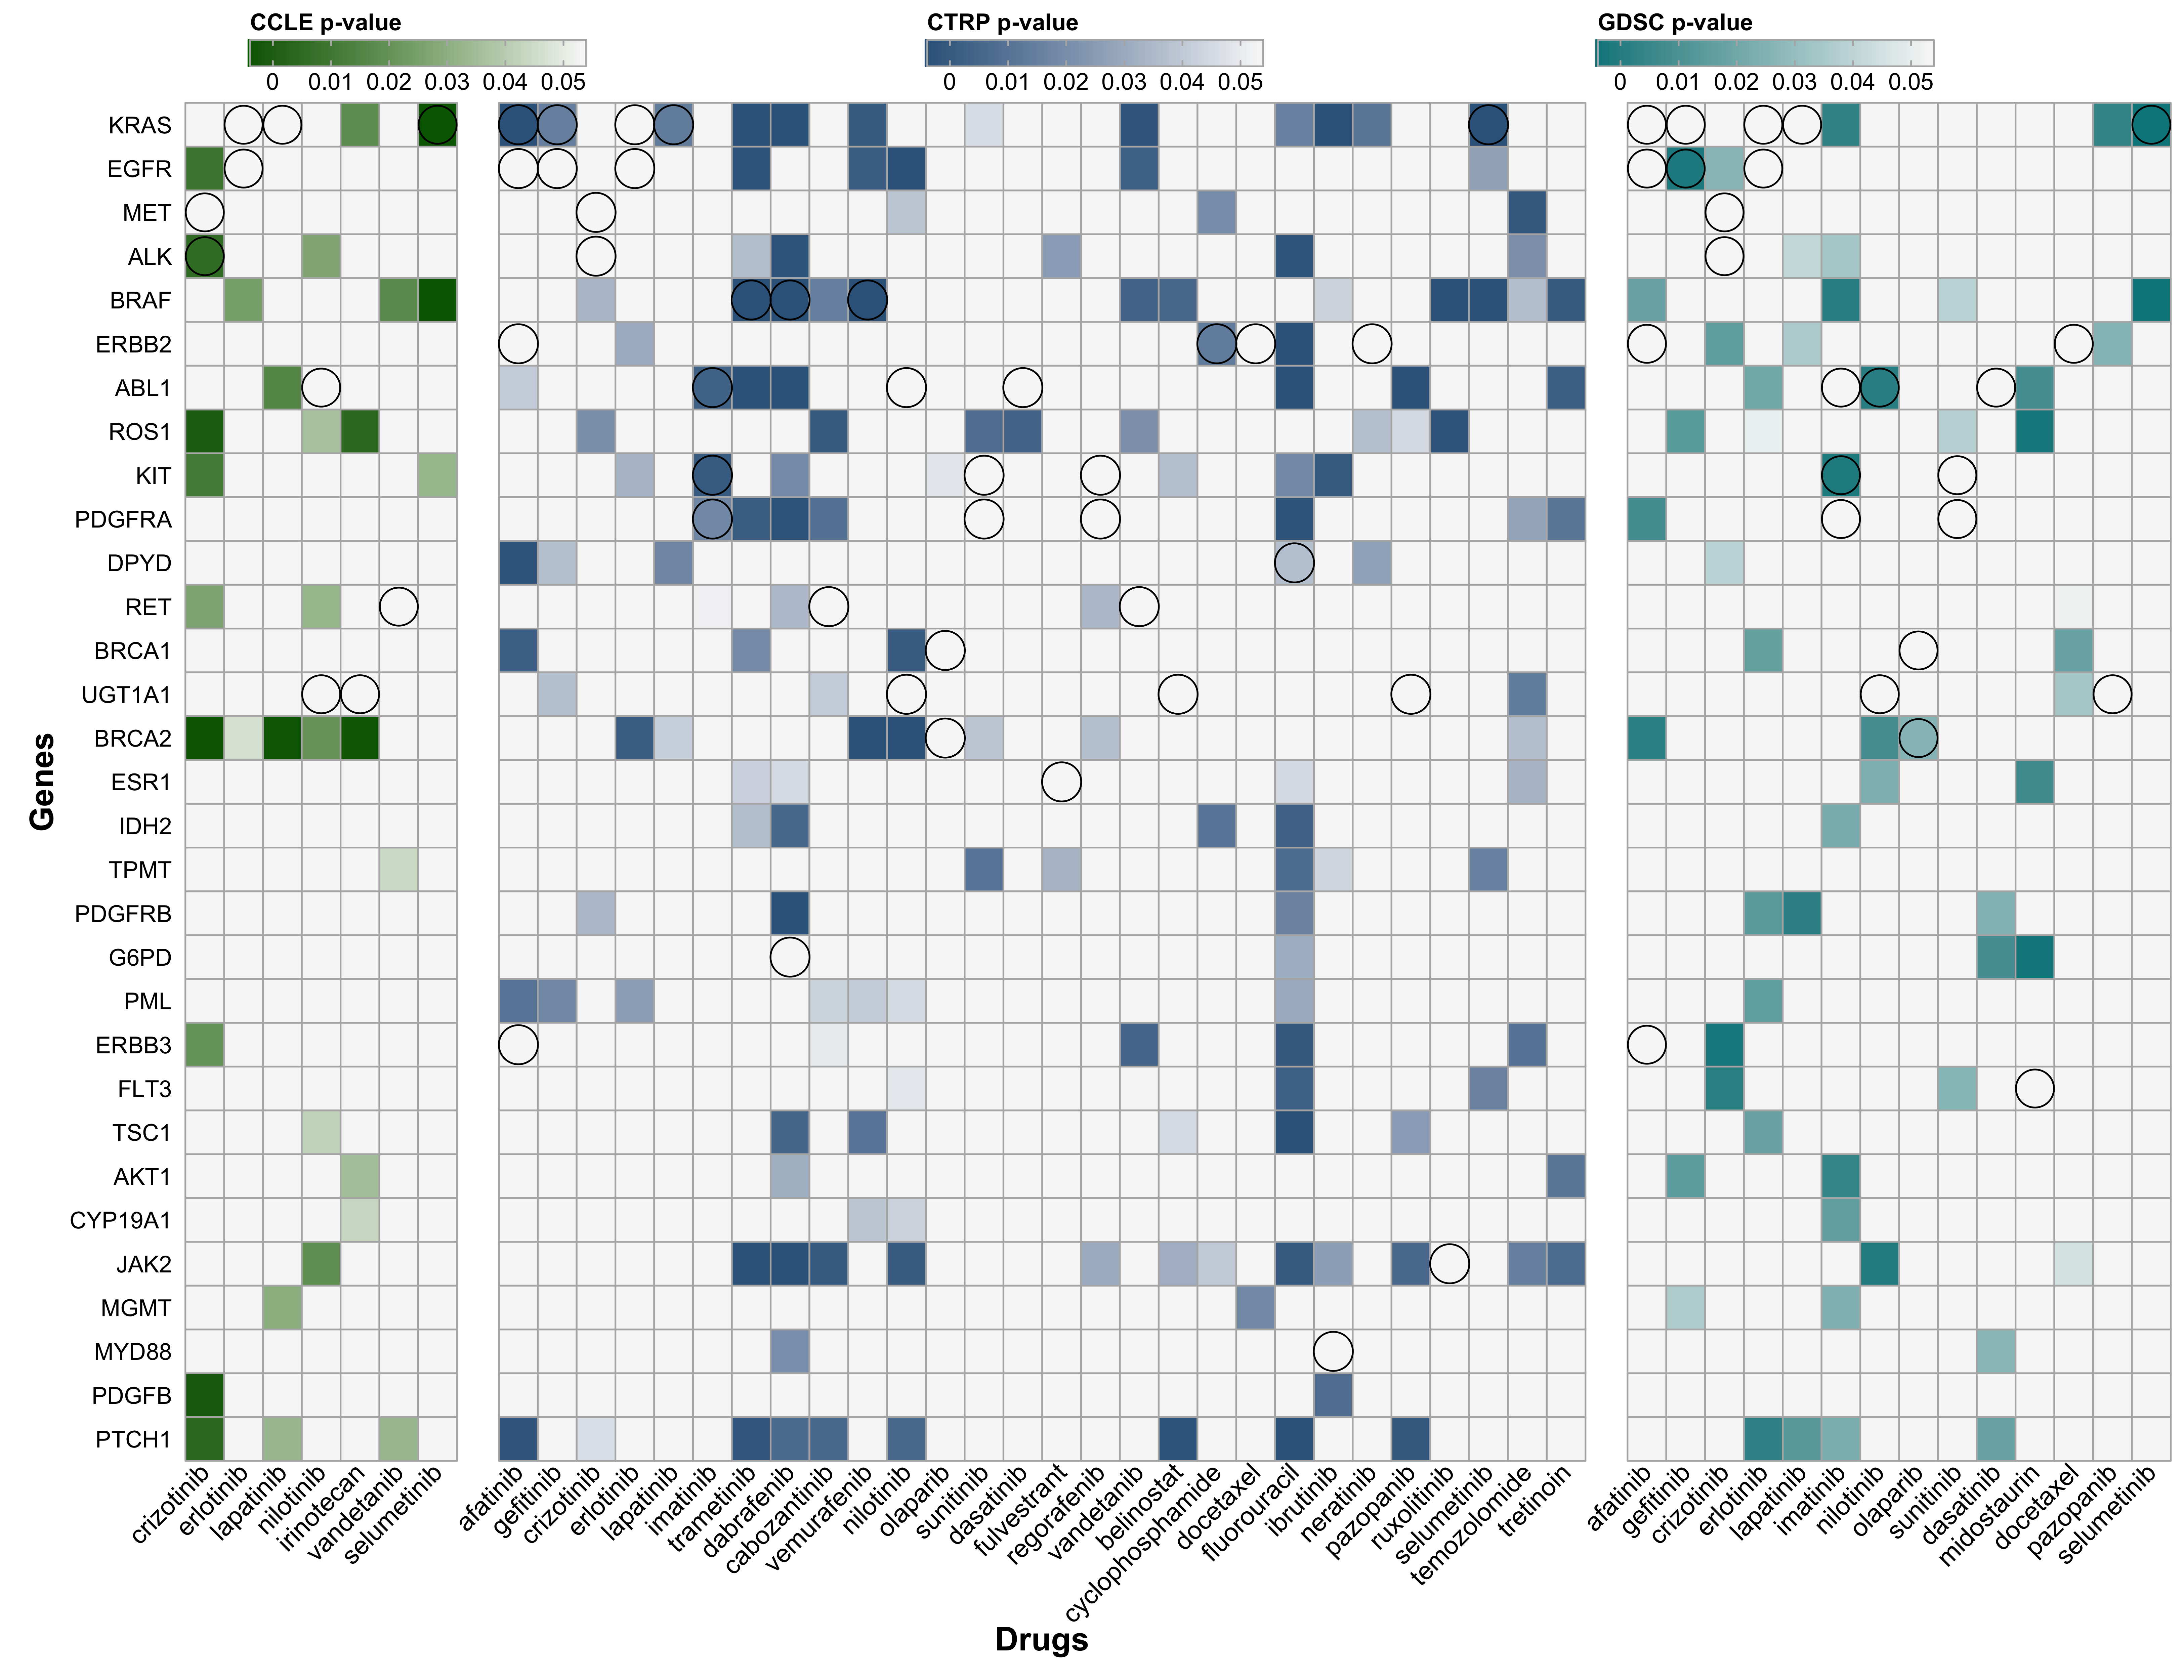 CCLE p-value
CTRP p-value
GDSC p-value
0 0.01 0.02 0.03 0.04 0.05
0 0.01 0.02 0.03 0.04 0.05
0 0.01 0.02 0.03 0.04 0.05
KRAS
EGFR
MET
ALK
BRAF
ERBB2
ABL1
ROS1
KIT
PDGFRA
DPYD
RET
BRCA1
UGT1A1
BRCA2
ESR1
IDH2
TPMT
PDGFRB
G6PD
PML
ERBB3
FLT3
TSC1
AKT1
CYP19A1
JAK2
MGMT
MYD88
PDGFB
PTCH1
Genes
crizotinib
erlotinib
lapatinib
nilotinib
irinotecan
vandetanib
selumetinib
afatinib
gefitinib
crizotinib
erlotinib
lapatinib
imatinib
trametinib
dabrafenib
cabozantinib
vemurafenib
nilotinib
olaparib
sunitinib
dasatinib
fulvestrant
regorafenib
vandetanib
belinostat
cyclophosphamide
docetaxel
fluorouracil
ibrutinib
neratinib
pazopanib
ruxolitinib
selumetinib
temozolomide
tretinoin
afatinib
gefitinib
crizotinib
erlotinib
lapatinib
imatinib
nilotinib
olaparib
sunitinib
dasatinib
midostaurin
docetaxel
pazopanib
selumetinib
Drugs